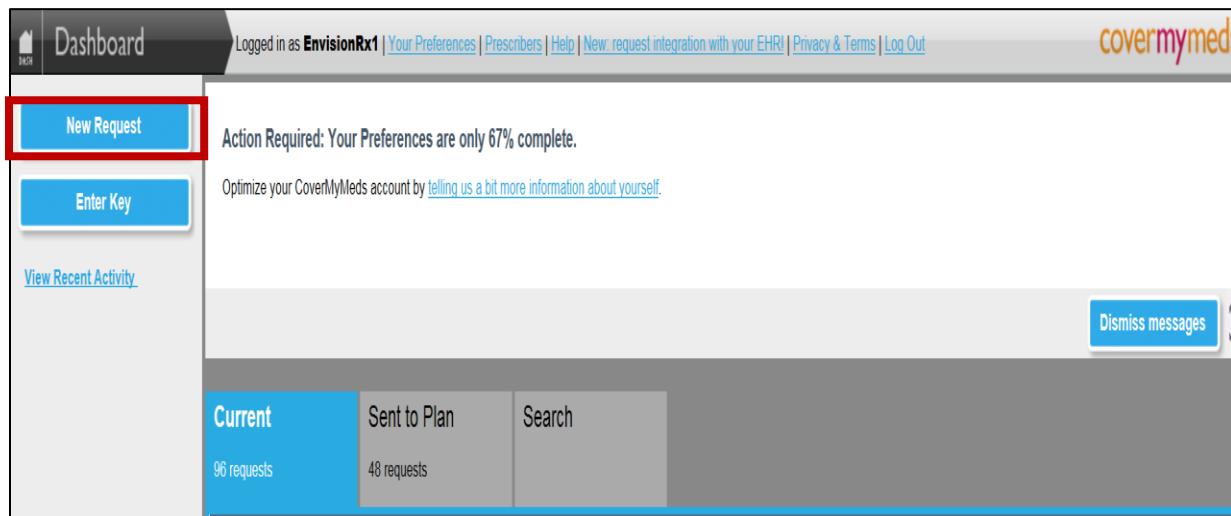 DASH
Dashboard
Logged in as EnvisionRx1 | Your Preferences | Prescribers | Help | New: request integration with your EHR! | Privacy & Terms | Log Out
covermymed
New Request
Enter Key
View Recent Activity
Action Required: Your Preferences are only 67% complete.
Optimize your CoverMyMeds account by telling us a bit more information about yourself.
Dismiss messages
Current
96 requests
Sent to Plan
48 requests
Search